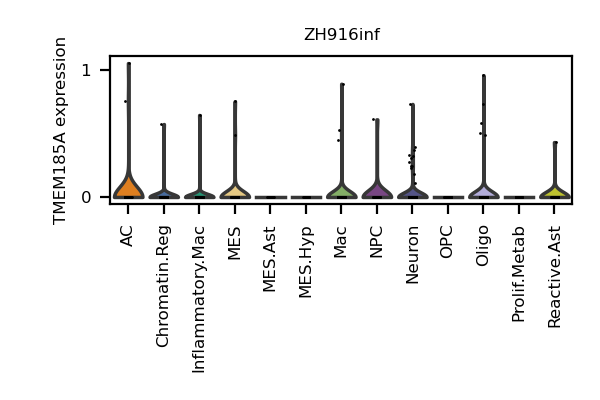 ZH916inf
TMEM185A expression
1
0
AC
Chromatin.Reg
Inflammatory.Mac
MES
MES.Ast
MES.Hyp
Mac
NPC
Neuron
OPC
Oligo
Prolif.Metab
Reactive.Ast